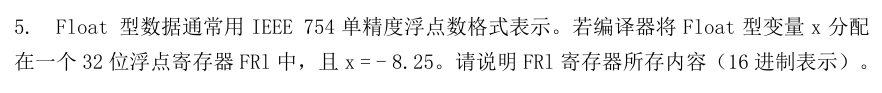 5.  Float 型数据通常用 IEEE 754 单精度浮点数格式表示。若编译器将 Float 型变量 x 分配
在一个 32 位浮点寄存器 FR1 中，且 x＝－8.25。请说明 FR1 寄存器所存内容（16 进制表示）。